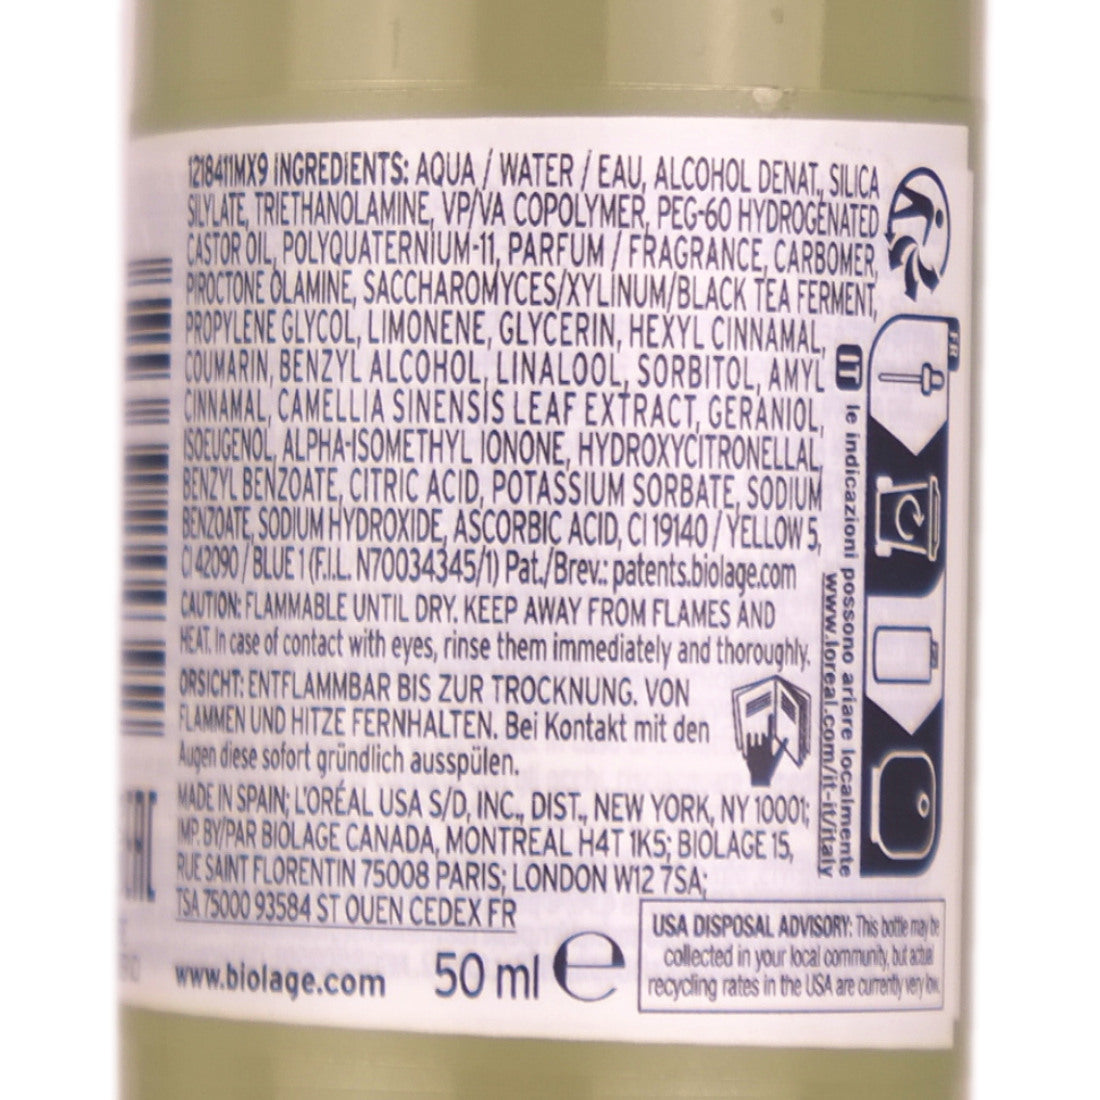 1218411MX9 INGREDIENTS: AQUA / WATER / EAU, ALCOHOL DENAT., SILICA
SILYLATE, TRIETHANOLAMINE, VP/VA COPOLYMER, PEG-60 HYDROGENATED
CASTOR OIL, POLYQUATERNIUM-11, PARFUM / FRAGRANCE, CARBOMER,
PIROCTONE OLAMINE, SACCHAROMYCES/XYLINUM/BLACK TEA FERMENT,
PROPYLENE GLYCOL, LIMONENE, GLYCERIN, HEXYL CINNAMAL,
COUMARIN, BENZYL ALCOHOL, LINALOOL, SORBITOL, AMYL
CINNAMAL, CAMELLIA SINENSIS LEAF EXTRACT, GERANIOL,
ISOEUGENOL, ALPHA-ISOMETHYL IONONE, HYDROXYCITRONELLAL,
BENZYL BENZOATE, CITRIC ACID, POTASSIUM SORBATE, SODIUM
BENZOATE, SODIUM HYDROXIDE, ASCORBIC ACID, CI 19140 / YELLOW 5,
CI 42090 / BLUE 1 (F.I.L. N70034345/1) Pat./Brev.: patents.biolage.com
CAUTION: FLAMMABLE UNTIL DRY. KEEP AWAY FROM FLAMES AND
HEAT. In case of contact with eyes, rinse them immediately and thoroughly.
ORSICHT: ENTFLAMMBAR BIS ZUR TROCKNUNG. VON
FLAMMEN UND HITZE FERNHALTEN. Bei Kontakt mit den
Augen diese sofort gründlich ausspülen.
MADE IN SPAIN; L'ORÉAL USA S/D, INC., DIST., NEW YORK, NY 10001;
IMP. BY/PAR BIOLAGE CANADA, MONTREAL H4T 1K5; BIOLAGE 15,
RUE SAINT FLORENTIN 75008 PARIS; LONDON W12 7SA;
TSA 75000 93584 ST OUEN CEDEX FR
www.biolage.com
50 ml e
USA DISPOSAL ADVISORY: This bottle may be
collected in your local community, but actual
recycling rates in the USA are currently very low.
FR
IT le indicazioni possono ariare localmente
www.loreal.com/it-it/italy